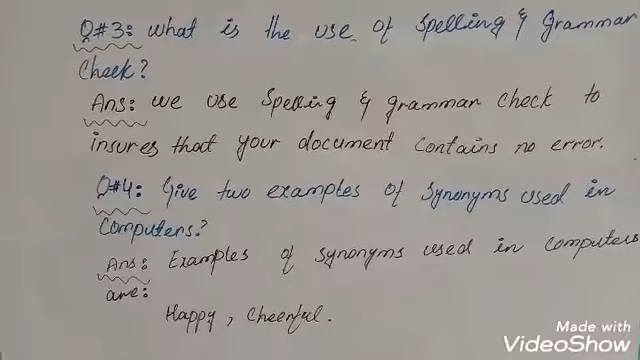 Q#3: what is the use of Spelling & Grammar
Check?
Ans: we use Spelling & grammar check to
insures that your document contains no error.
Q#4: Give two examples of Synonyms used in
Computers?
Ans: Examples of synonyms used in computers
are:
Happy, Cheerful.
Made with
VideoShow